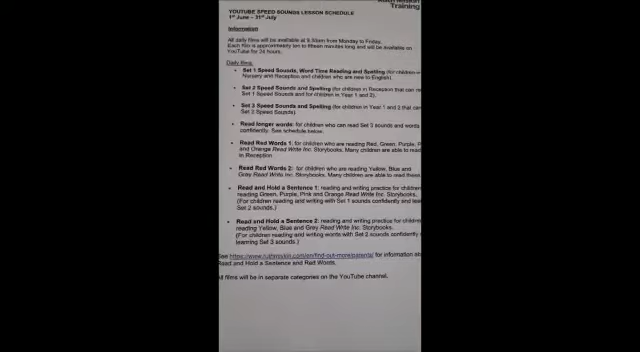 Training
YOUTUBE SPEED SOUNDS LESSON SCHEDULE
1st June – 31st July
Information
All daily films will be available at 9.30am from Monday to Friday.
Each film is approximately ten to fifteen minutes long and will be available on
YouTube for 24 hours.
Daily films:
• Set 1 Speed Sounds, Word Time Reading and Spelling (for children in
Nursery and Reception and children who are new to English).
• Set 2 Speed Sounds and Spelling (for children in Reception that can
Set 1 Speed Sounds and for children in Year 1 and 2).
• Set 3 Speed Sounds and Spelling (for children in Year 1 and 2 that can
Set 2 Speed Sounds)
• Read longer words: for children who can read Set 3 sounds and words
confidently. See schedule below.
• Read Red Words 1: for children who are reading Red, Green, Purple, P
and Orange Read Write Inc. Storybooks. Many children are able to read
in Reception.
• Read Red Words 2: for children who are reading Yellow, Blue and
Grey Read Write Inc. Storybooks. Many children are able to read these
• Read and Hold a Sentence 1: reading and writing practice for children
reading Green, Purple, Pink and Orange Read Write Inc. Storybooks.
(For children reading and writing with Set 1 sounds confidently and
Set 2 sounds.)
• Read and Hold a Sentence 2: reading and writing practice for children
reading Yellow, Blue and Grey Read Write Inc. Storybooks.
(For children reading and writing words with Set 2 sounds confidently
learning Set 3 sounds.)
See https://www.ruthmiskin.com/en/find-out-more/parents/ for information
Read and Hold a Sentence and Red Words.
All films will be in separate categories on the YouTube channel.